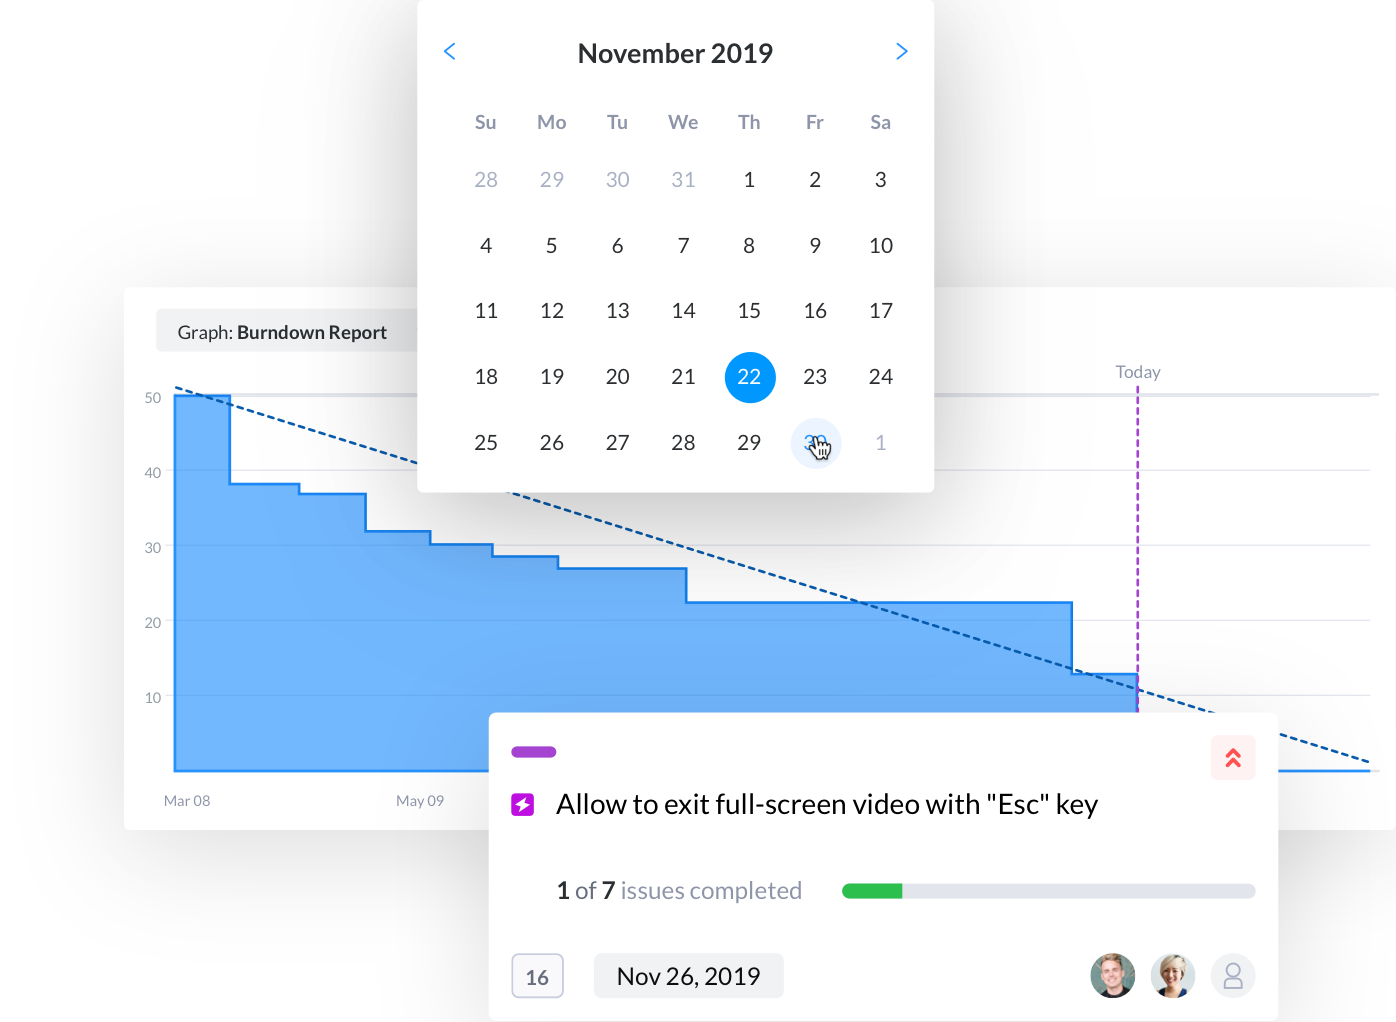 November 2019
Su Mo Tu We Th Fr Sa
28 29 30 31 1 2 3
4 5 6 7 8 9 10
11 12 13 14 15 16 17
18 19 20 21 22 23 24
25 26 27 28 29 30 1
Graph: Burndown Report
Today
50
40
30
20
10
Mar 08 May 09
Allow to exit full-screen video with "Esc" key
1 of 7 issues completed
16 Nov 26, 2019